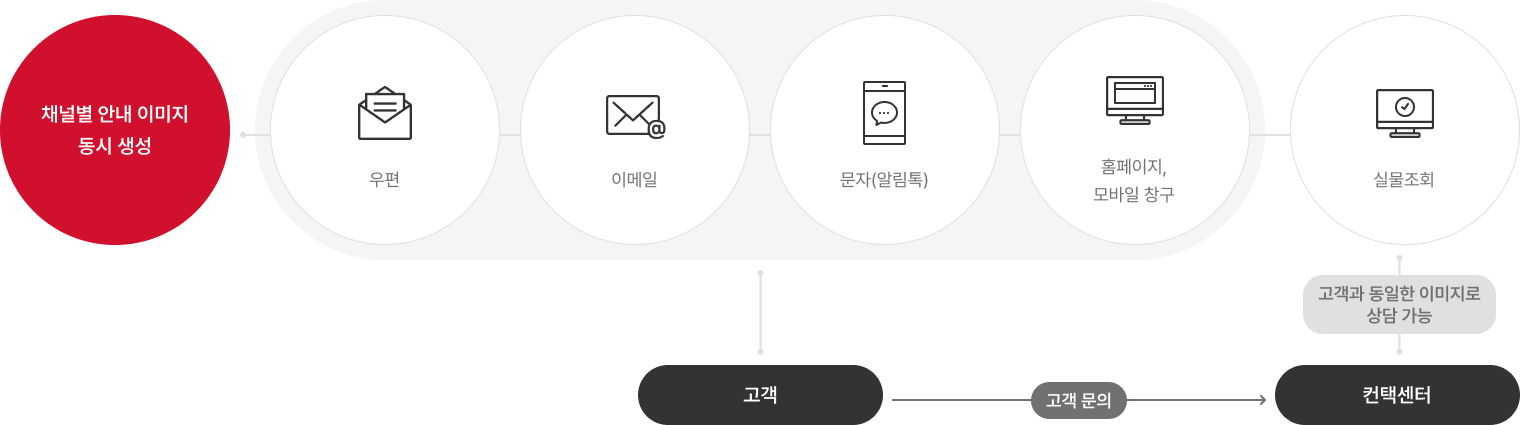 채널별 안내 이미지
동시 생성
우편
이메일
문자(알림톡)
홈페이지,
모바일 창구
실물조회
고객과 동일한 이미지로
상담 가능
고객
고객 문의
컨택센터